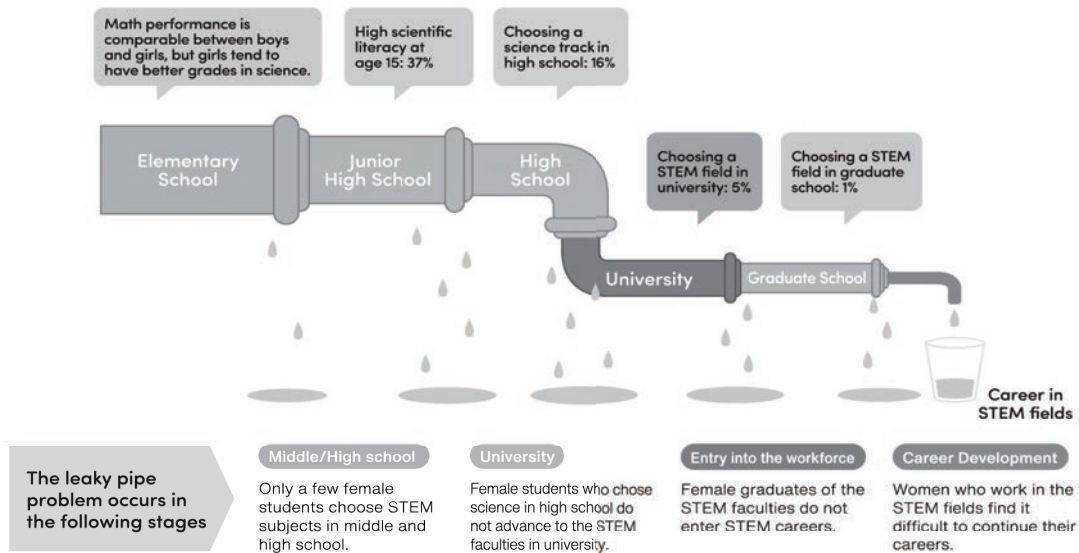 Math performance is
comparable between boys
and girls, but girls tend to
have better grades in science.
High scientific
literacy at
age 15: 37%
Choosing a
science track in
high school: 16%
Elementary
School
Junior
High School
High
School
Choosing a
STEM field in
university: 5%
Choosing a STEM
field in graduate
school: 1%
University
Graduate School
Career in
STEM fields
The leaky pipe
problem occurs in
the following stages
Middle/High school
Only a few female
students choose STEM
subjects in middle and
high school.
University
Female students who chose
science in high school do
not advance to the STEM
faculties in university.
Entry into the workforce
Female graduates of the
STEM faculties do not
enter STEM careers.
Career Development
Women who work in the
STEM fields find it
difficult to continue their
careers.